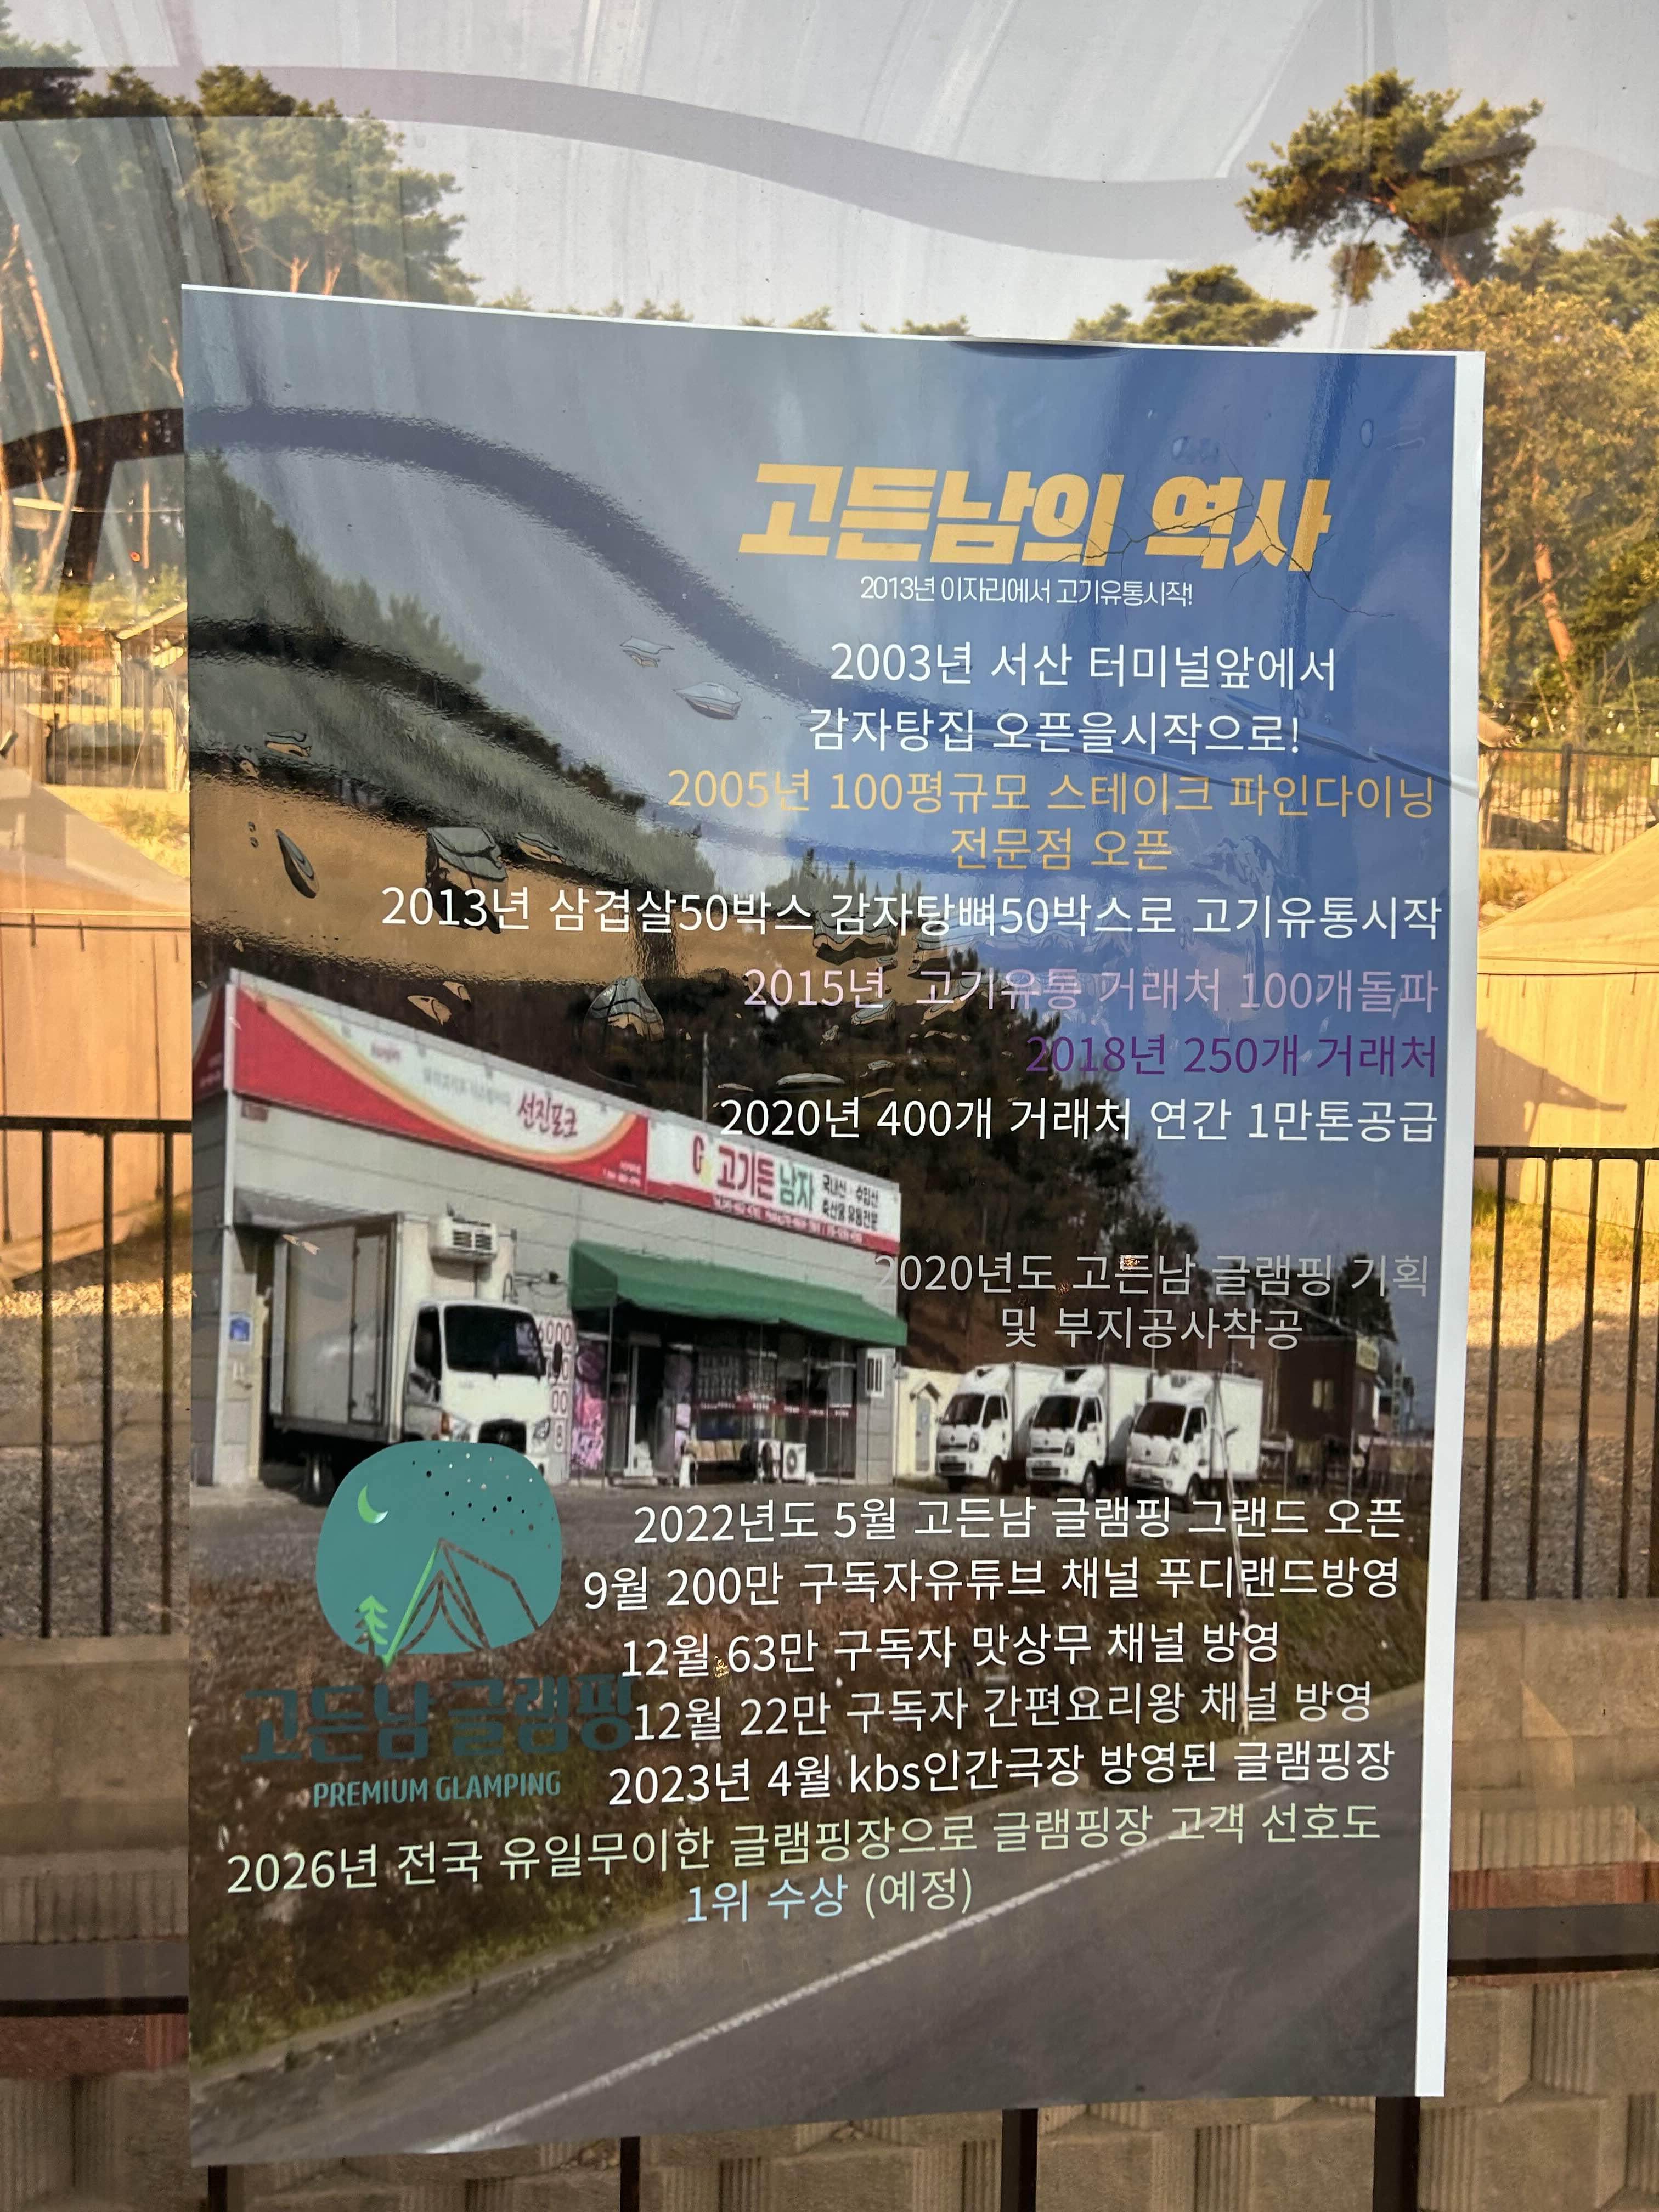 고든남의 역사
2013년 이자리에서 고기유통시작!
2003년 서산 터미널앞에서
감자탕집 오픈을시작으로!
2005년 100평규모 스테이크 파인다이닝
전문점 오픈
2013년 삼겹살50박스 감자탕뼈50박스로 고기유통시작
2015년 고기유통 거래처 100개돌파
2018년 250개 거래처
2020년 400개 거래처 연간 1만톤공급
선진포크
고기든 남자
국내산 수입산
축산물 유통전문
2020년도 고든남 글램핑 기획
및 부지공사착공
2022년도 5월 고든남 글램핑 그랜드 오픈
9월 200만 구독자유튜브 채널 푸디랜드방영
12월 63만 구독자 맛상무 채널 방영
12월 22만 구독자 간편요리왕 채널 방영
2023년 4월 kbs인간극장 방영된 글램핑장
고든남 글램핑
PREMIUM GLAMPING
2026년 전국 유일무이한 글램핑장으로 글램핑장 고객 선호도
1위 수상 (예정)